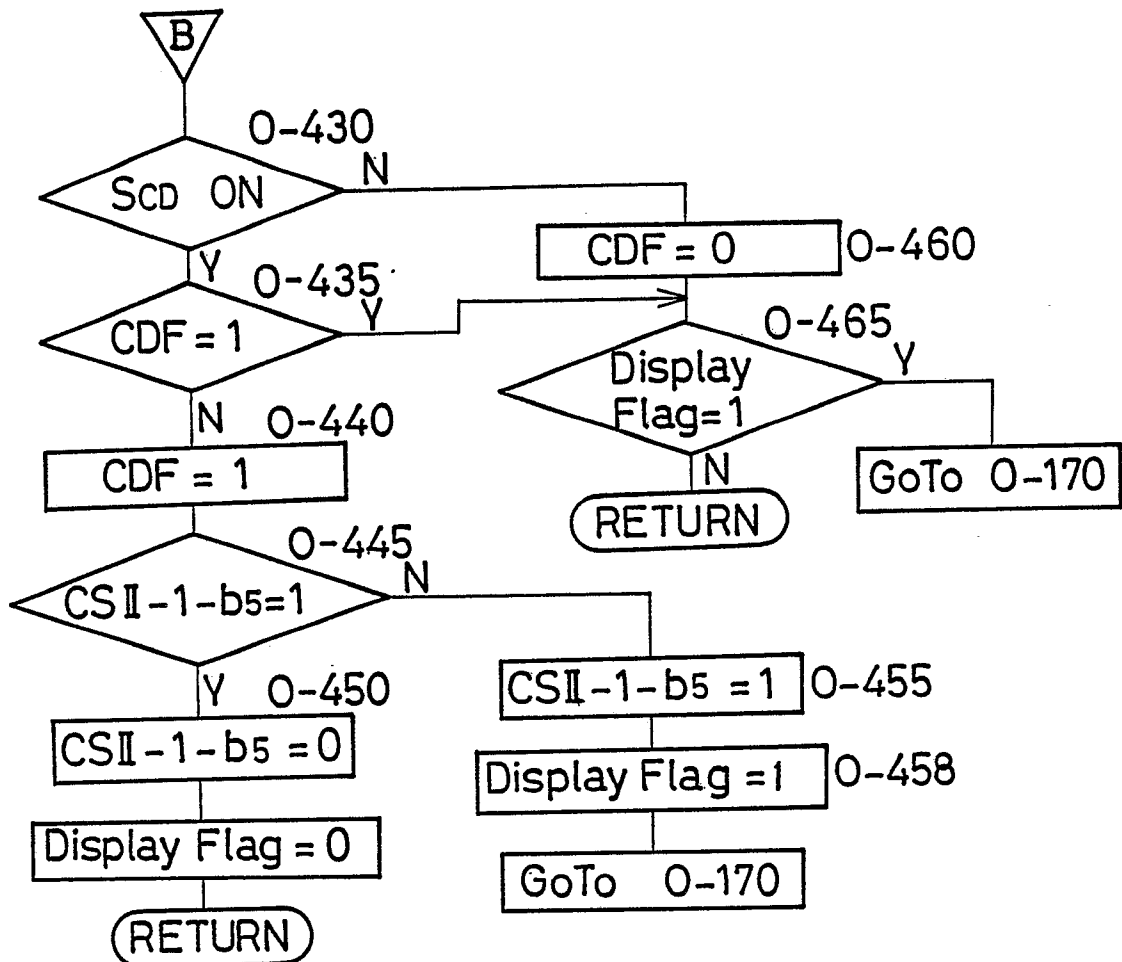 B
O-430
SCD ON
N
Y
CDF = 0
O-460
O-435
CDF = 1
Y
N
O-465
Display
Flag=1
Y
N
GoTo O-170
RETURN
O-440
CDF = 1
O-445
CSⅡ-1-b5=1
N
Y
O-450
CSⅡ-1-b5 =0
Display Flag = 0
RETURN
CSⅡ-1-b5 =1
O-455
Display Flag =1
O-458
GoTo O-170